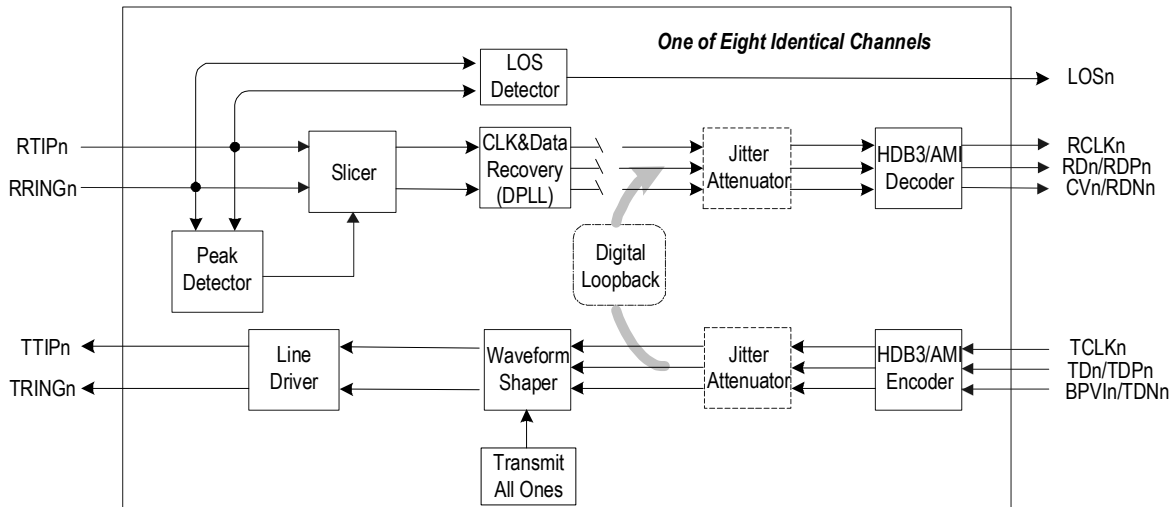 One of Eight Identical Channels
LOS
Detector
LOSn
RTIPn
RRINGn
Slicer
CLK&Data
Recovery
(DPLL)
Jitter
Attenuator
HDB3/AMI
Decoder
RCLKn
RDn/RDPn
CVn/RDNn
Peak
Detector
Digital
Loopback
TTIPn
TRINGn
Line
Driver
Waveform
Shaper
Jitter
Attenuator
HDB3/AMI
Encoder
TCLKn
TDn/TDPn
BPVIn/TDNn
Transmit
All Ones